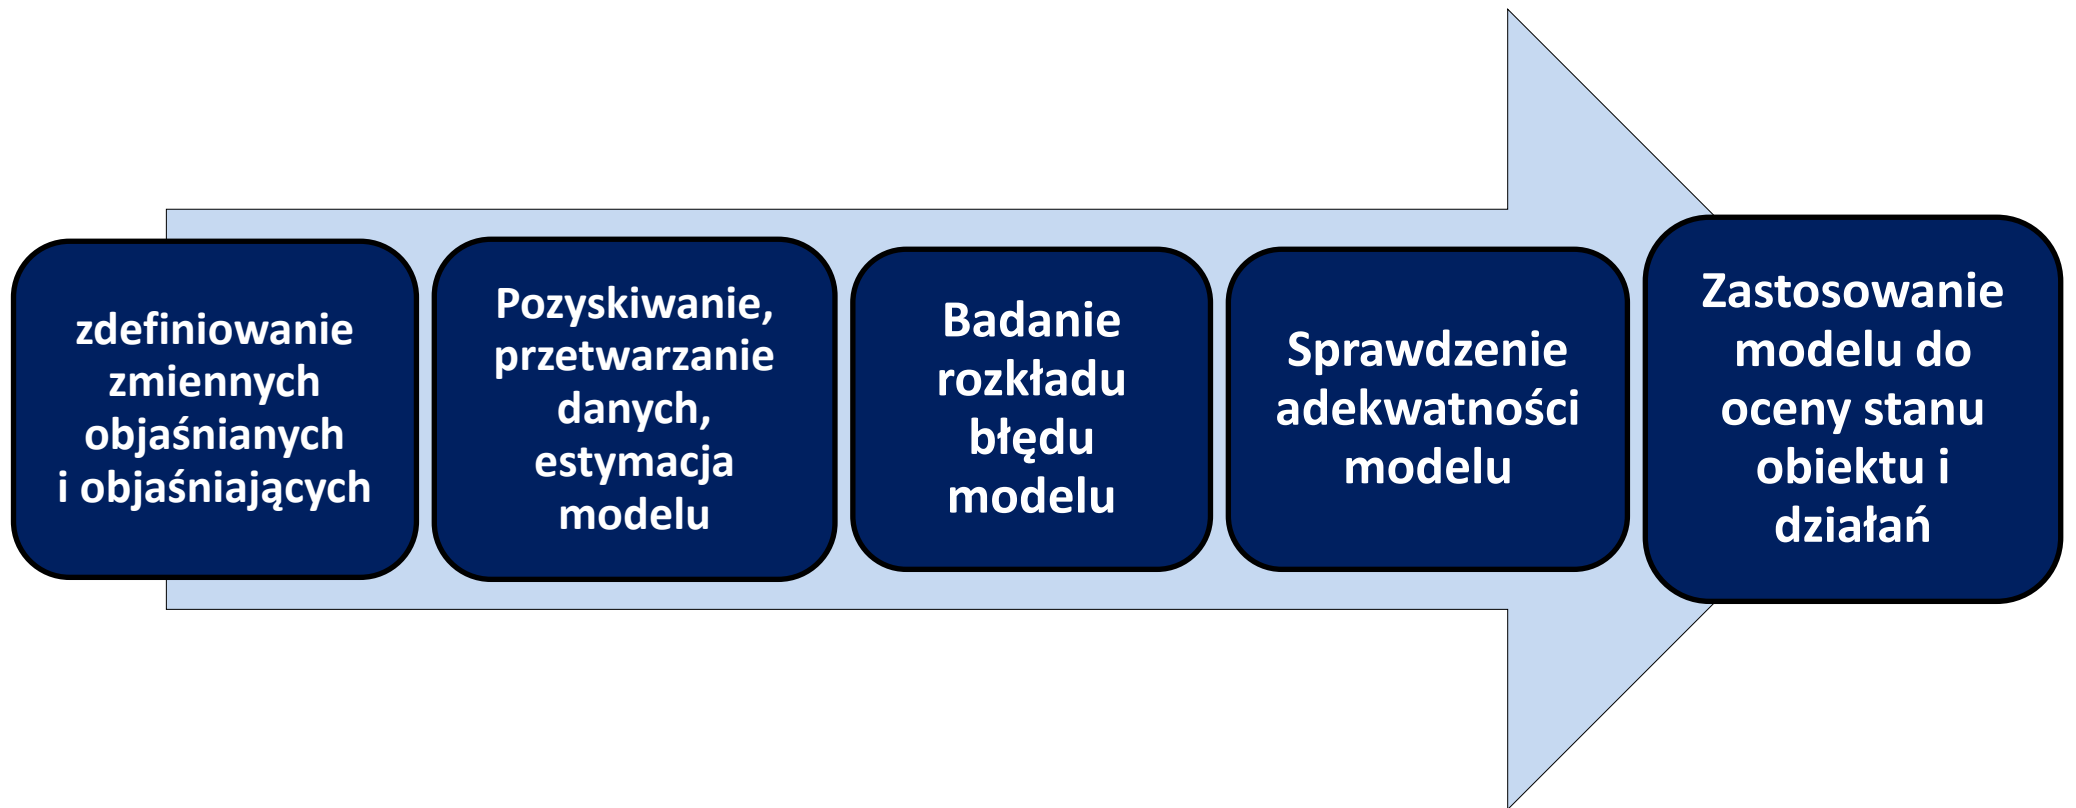 zdefiniowanie
zmiennych
objaśnianych
i objaśniających
Pozyskiwanie,
przetwarzanie
danych,
estymacja
modelu
Badanie
rozkładu
błędu
modelu
Sprawdzenie
adekwatności
modelu
Zastosowanie
modelu do
oceny stanu
obiektu i
działań